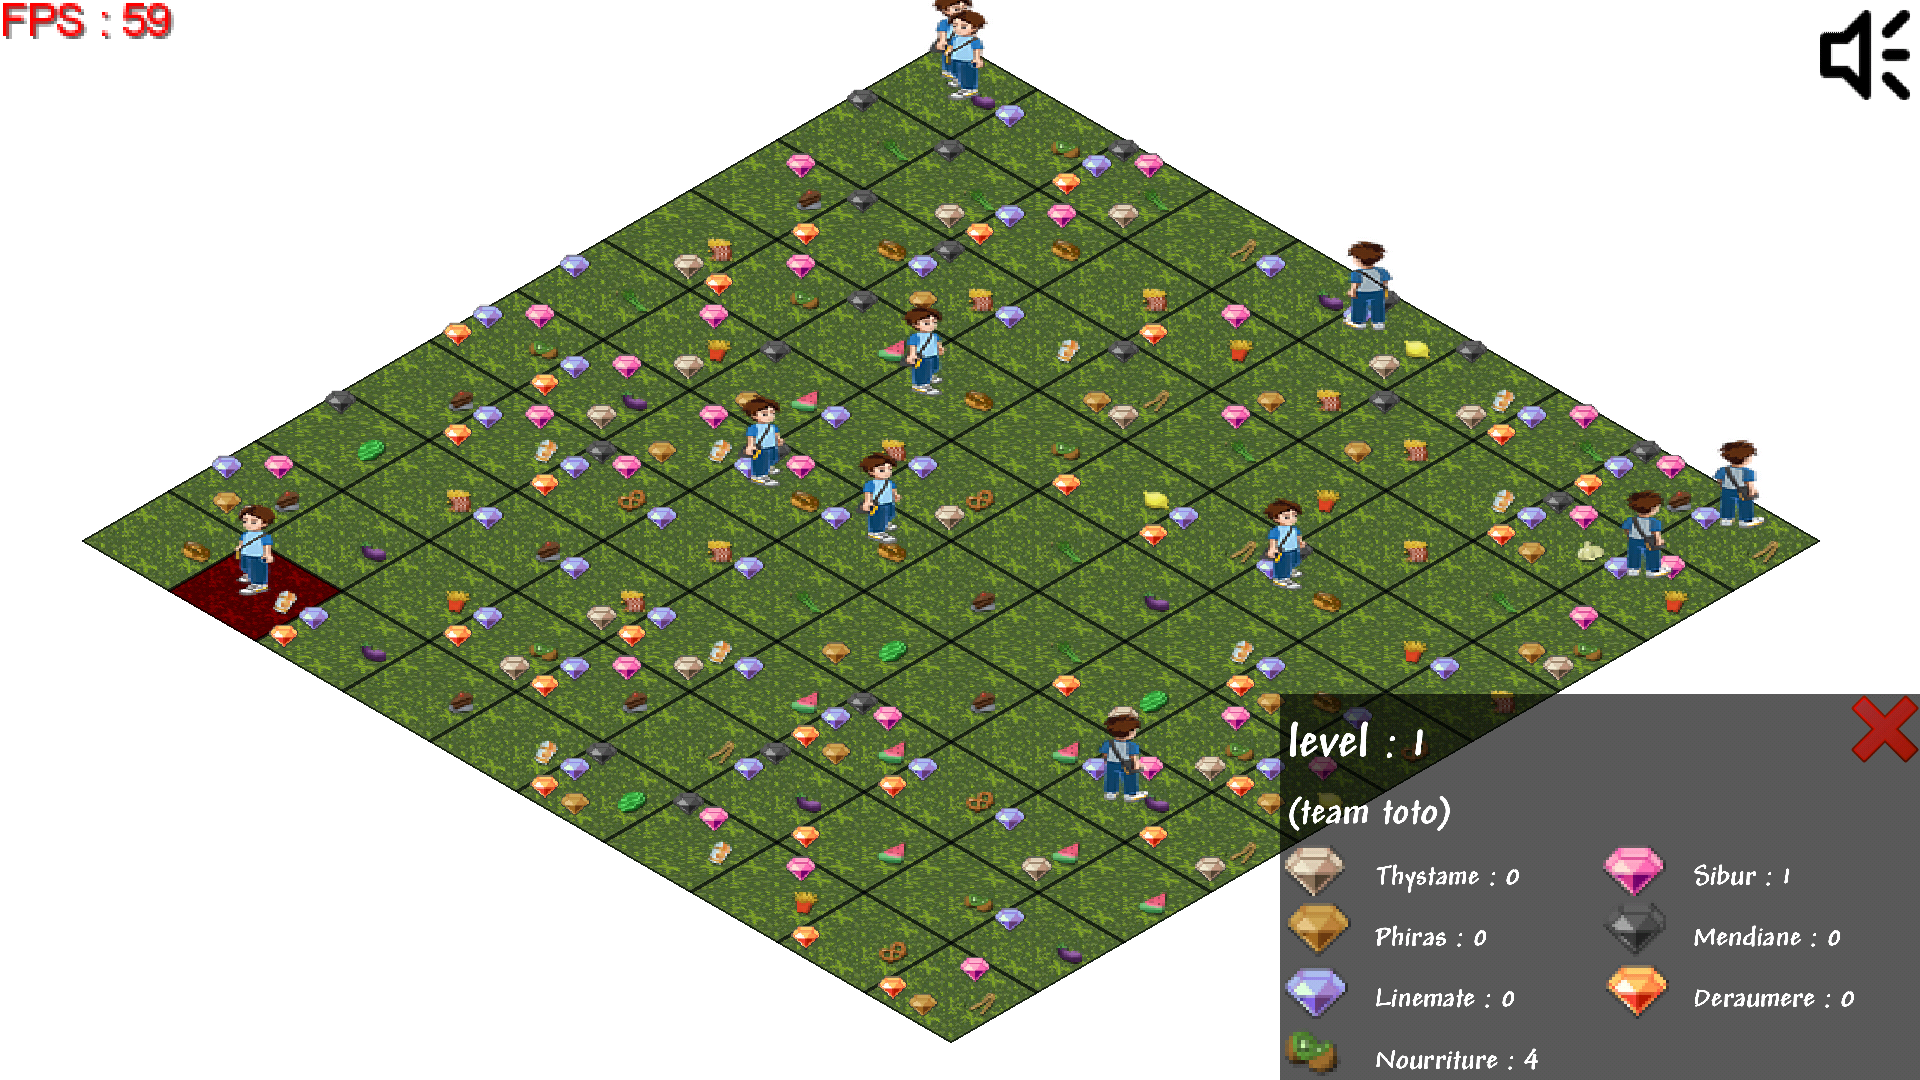 FPS : 59
level : 1
(team toto)
Thystame : 0
Sibur : 1
Phiras : 0
Mendiane : 0
Linemate : 0
Deraumere : 0
Nourriture : 4